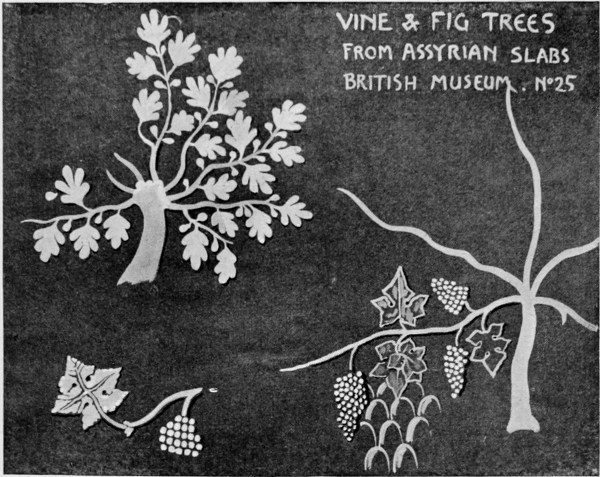 VINE & FIG TREES
FROM ASSYRIAN SLABS
BRITISH MUSEUM. Nº25